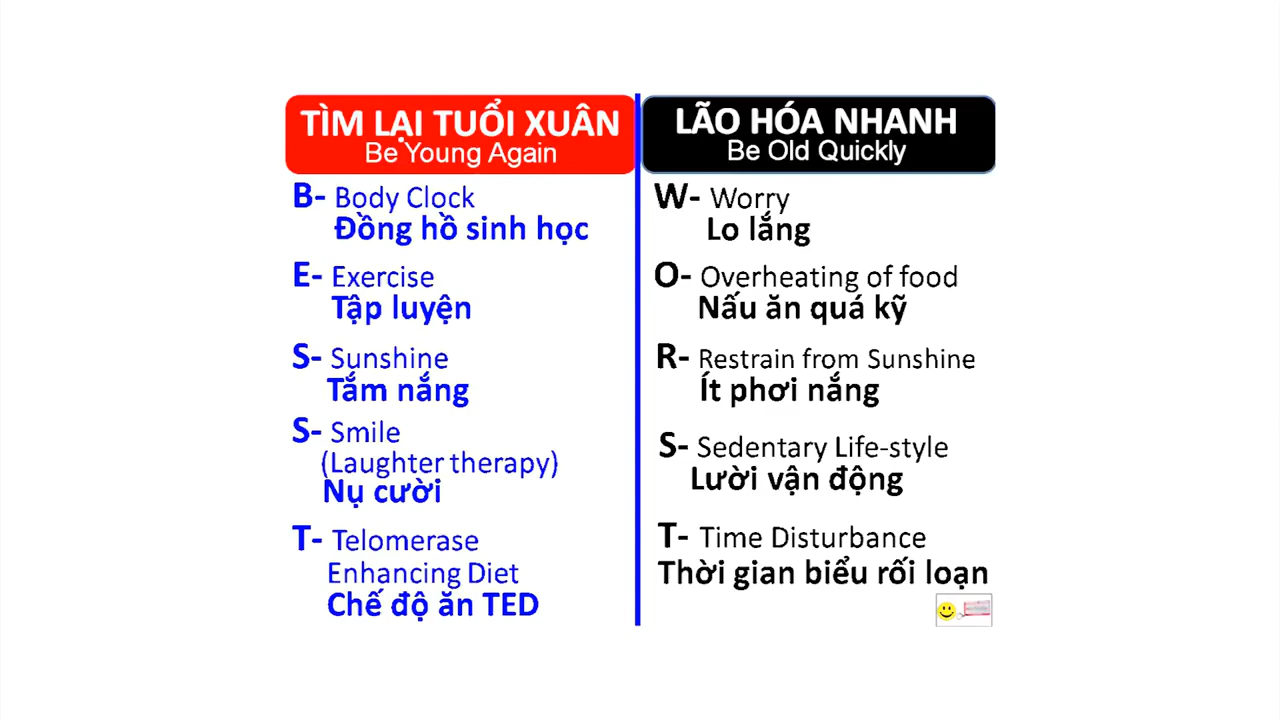 TÌM LẠI TUỔI XUÂN
Be Young Again
B- Body Clock
Đồng hồ sinh học
E- Exercise
Tập luyện
S- Sunshine
Tắm nắng
S- Smile
(Laughter therapy)
Nụ cười
T- Telomerase
Enhancing Diet
Chế độ ăn TED
LÃO HÓA NHANH
Be Old Quickly
W- Worry
Lo lắng
O- Overheating of food
Nấu ăn quá kỹ
R- Restrain from Sunshine
Ít phơi nắng
S- Sedentary Life-style
Lười vận động
T- Time Disturbance
Thời gian biểu rối loạn